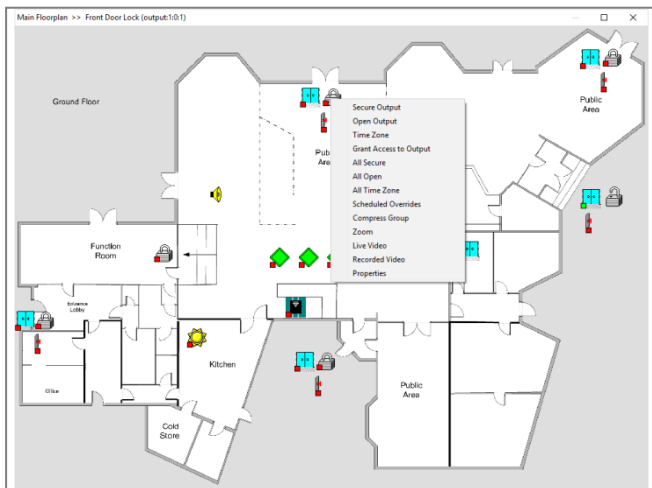 Main Floorplan >> Front Door Lock (output:1:0:1)
Ground Floor
Public
Area
Secure Output
Open Output
Time Zone
Grant Access to Output
All Secure
All Open
All Time Zone
Scheduled Overrides
Compress Group
Zoom
Live Video
Recorded Video
Properties
Function
Room
Entrance
Lobby
Office
Kitchen
Cold
Store
Public
Area